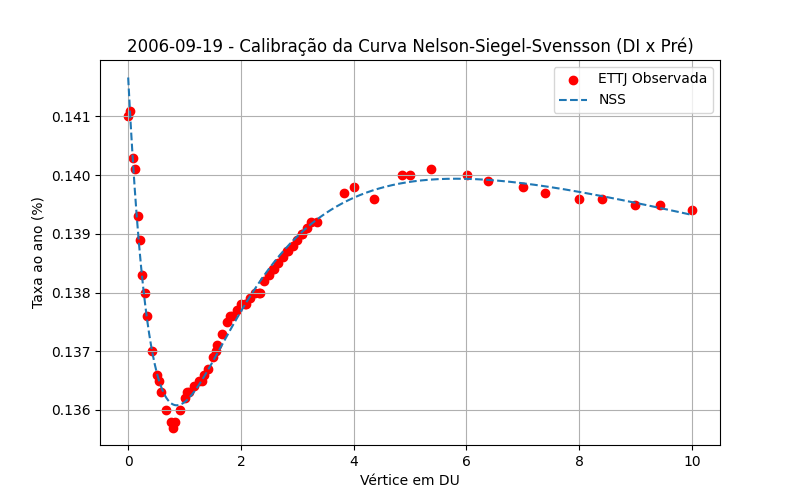 2006-09-19 - Calibração da Curva Nelson-Siegel-Svensson (DI x Pré)
ETTJ Observada
NSS
Taxa ao ano (%)
0.141
0.140
0.139
0.138
0.137
0.136
0 2 4 6 8 10
Vértice em DU